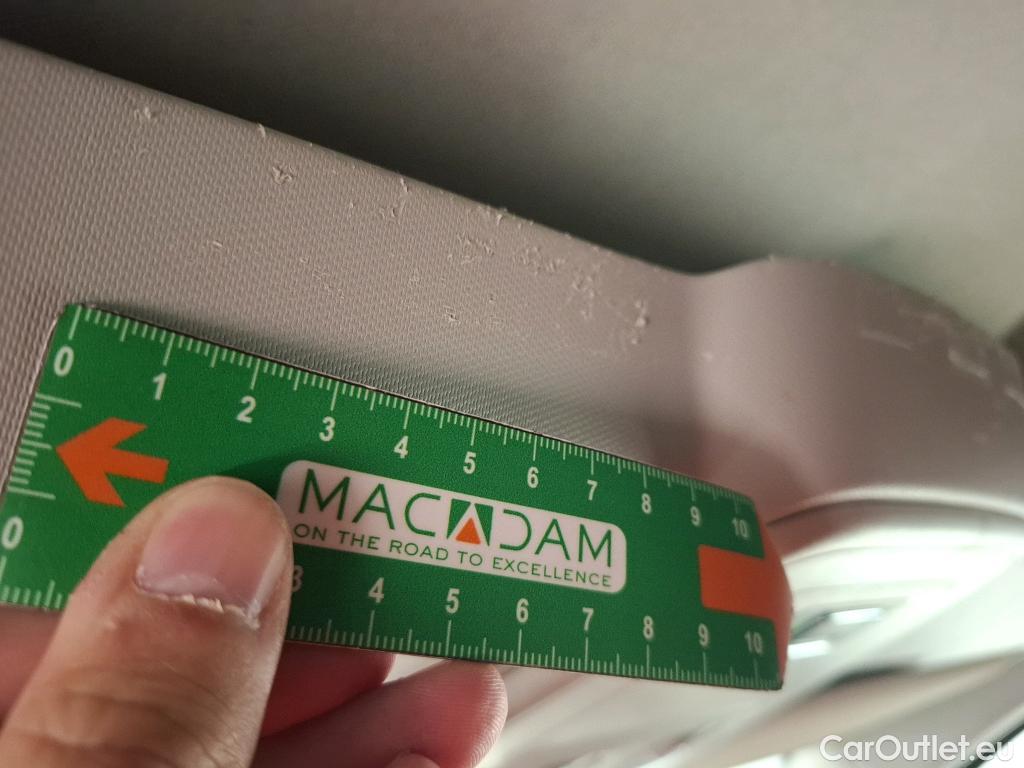 0 1 2 3 4 5 6 7 8 9 10
MACADAM
ON THE ROAD TO EXCELLENCE
0 3 4 5 6 7 8 9 10
CarOutlet.eu